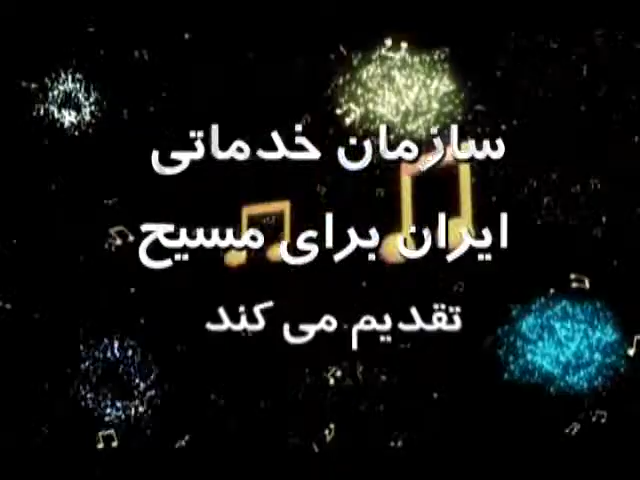 سازمان خدماتی
ایران برای مسیح
تقدیم می کند